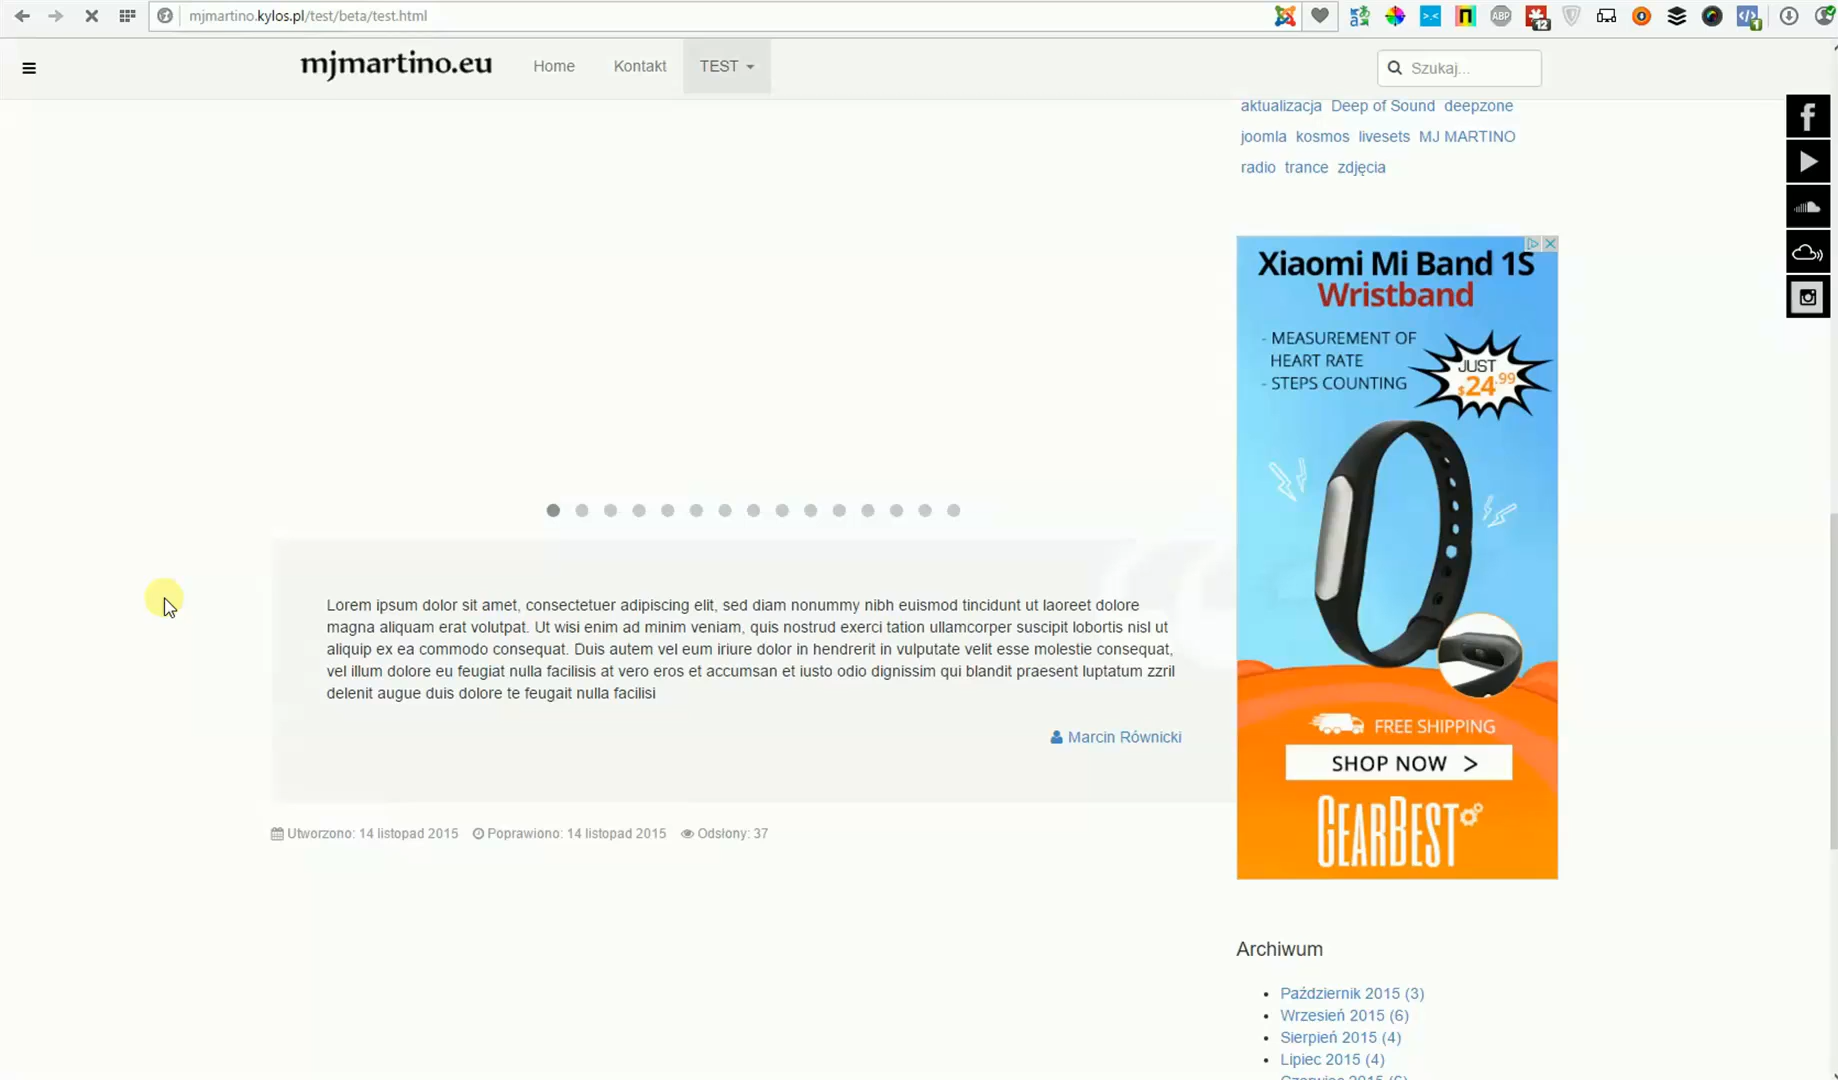 mjmartino.kylos.pl/test/beta/test.html
ABP
12
1
mjmartino.eu
Home
Kontakt
TEST
Szukaj...
aktualizacja Deep of Sound deepzone
joomla kosmos livesets MJ MARTINO
radio trance zdjęcia
Xiaomi Mi Band 1S
Wristband
- MEASUREMENT OF
HEART RATE
- STEPS COUNTING
JUST
$24.99
FREE SHIPPING
SHOP NOW >
GEARBEST
Lorem ipsum dolor sit amet, consectetuer adipiscing elit, sed diam nonummy nibh euismod tincidunt ut laoreet dolore
magna aliquam erat volutpat. Ut wisi enim ad minim veniam, quis nostrud exerci tation ullamcorper suscipit lobortis nisl ut
aliquip ex ea commodo consequat. Duis autem vel eum iriure dolor in hendrerit in vulputate velit esse molestie consequat,
vel illum dolore eu feugiat nulla facilisis at vero eros et accumsan et iusto odio dignissim qui blandit praesent luptatum zzril
delenit augue duis dolore te feugait nulla facilisi
Marcin Równicki
Utworzono: 14 listopad 2015 Poprawiono: 14 listopad 2015 Odsłony: 37
Archiwum
Październik 2015 (3)
Wrzesień 2015 (6)
Sierpień 2015 (4)
Lipiec 2015 (4)